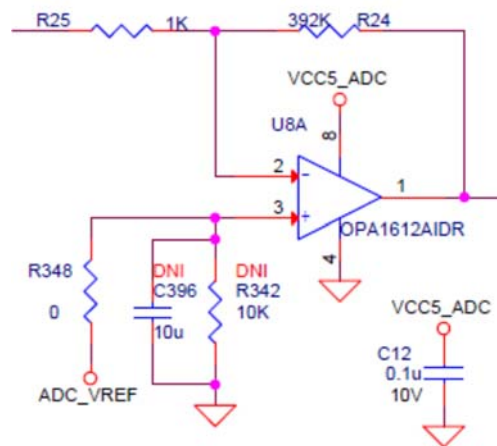 R25
1K
392K
R24
VCC5_ADC
U8A
8
2
-
1
3
+
OPA1612AIDR
4
R348
0
DNI
C396
10u
DNI
R342
10K
ADC_VREF
VCC5_ADC
C12
0.1u
10V